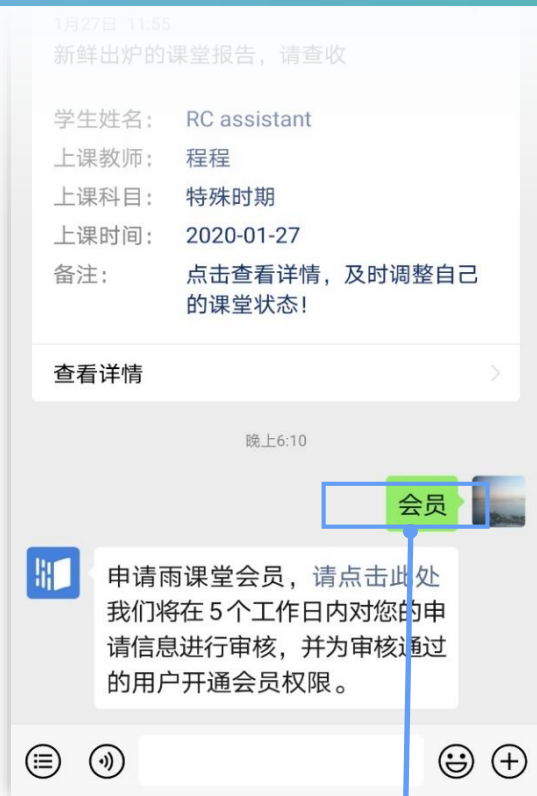 1月27日 11:55
新鲜出炉的课堂报告，请查收
学生姓名： RC assistant
上课教师： 程程
上课科目： 特殊时期
上课时间： 2020-01-27
备注： 点击查看详情，及时调整自己
的课堂状态！
查看详情
晚上6:10
会员
申请雨课堂会员，请点击此处
我们将在5个工作日内对您的申
请信息进行审核，并为审核通过
的用户开通会员权限。